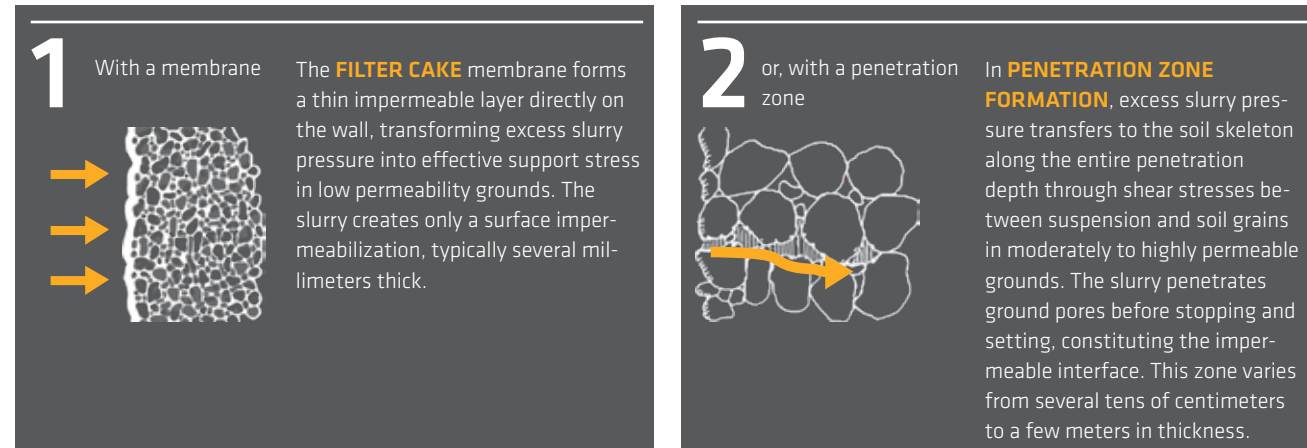 1
With a membrane
The FILTER CAKE membrane forms
a thin impermeable layer directly on
the wall, transforming excess slurry
pressure into effective support stress
in low permeability grounds. The
slurry creates only a surface imper-
meabilization, typically several mil-
limeters thick.
2
or, with a penetration
zone
In PENETRATION ZONE
FORMATION, excess slurry pres-
sure transfers to the soil skeleton
along the entire penetration
depth through shear stresses be-
tween suspension and soil grains
in moderately to highly permeable
grounds. The slurry penetrates
ground pores before stopping and
setting, constituting the imper-
meable interface. This zone varies
from several tens of centimeters
to a few meters in thickness.